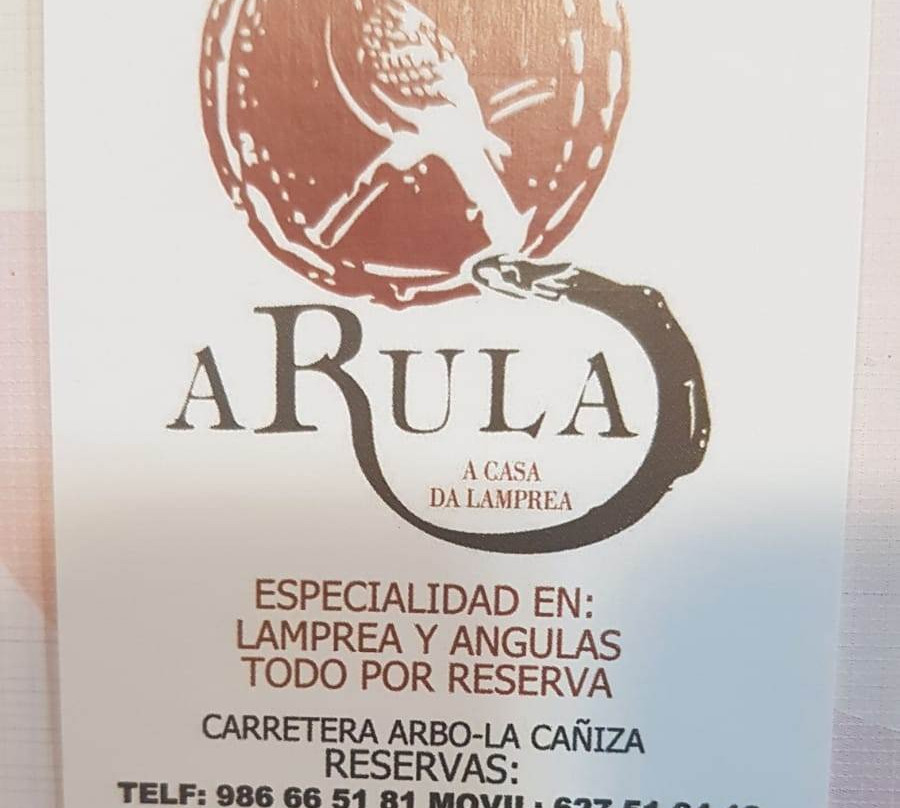 ARULA
A CASA
DA LAMPREA
ESPECIALIDAD EN:
LAMPREA Y ANGULAS
TODO POR RESERVA
CARRETERA ARBO-LA CAÑIZA
RESERVAS:
TELF: 986 66 51 81 MOVIL: